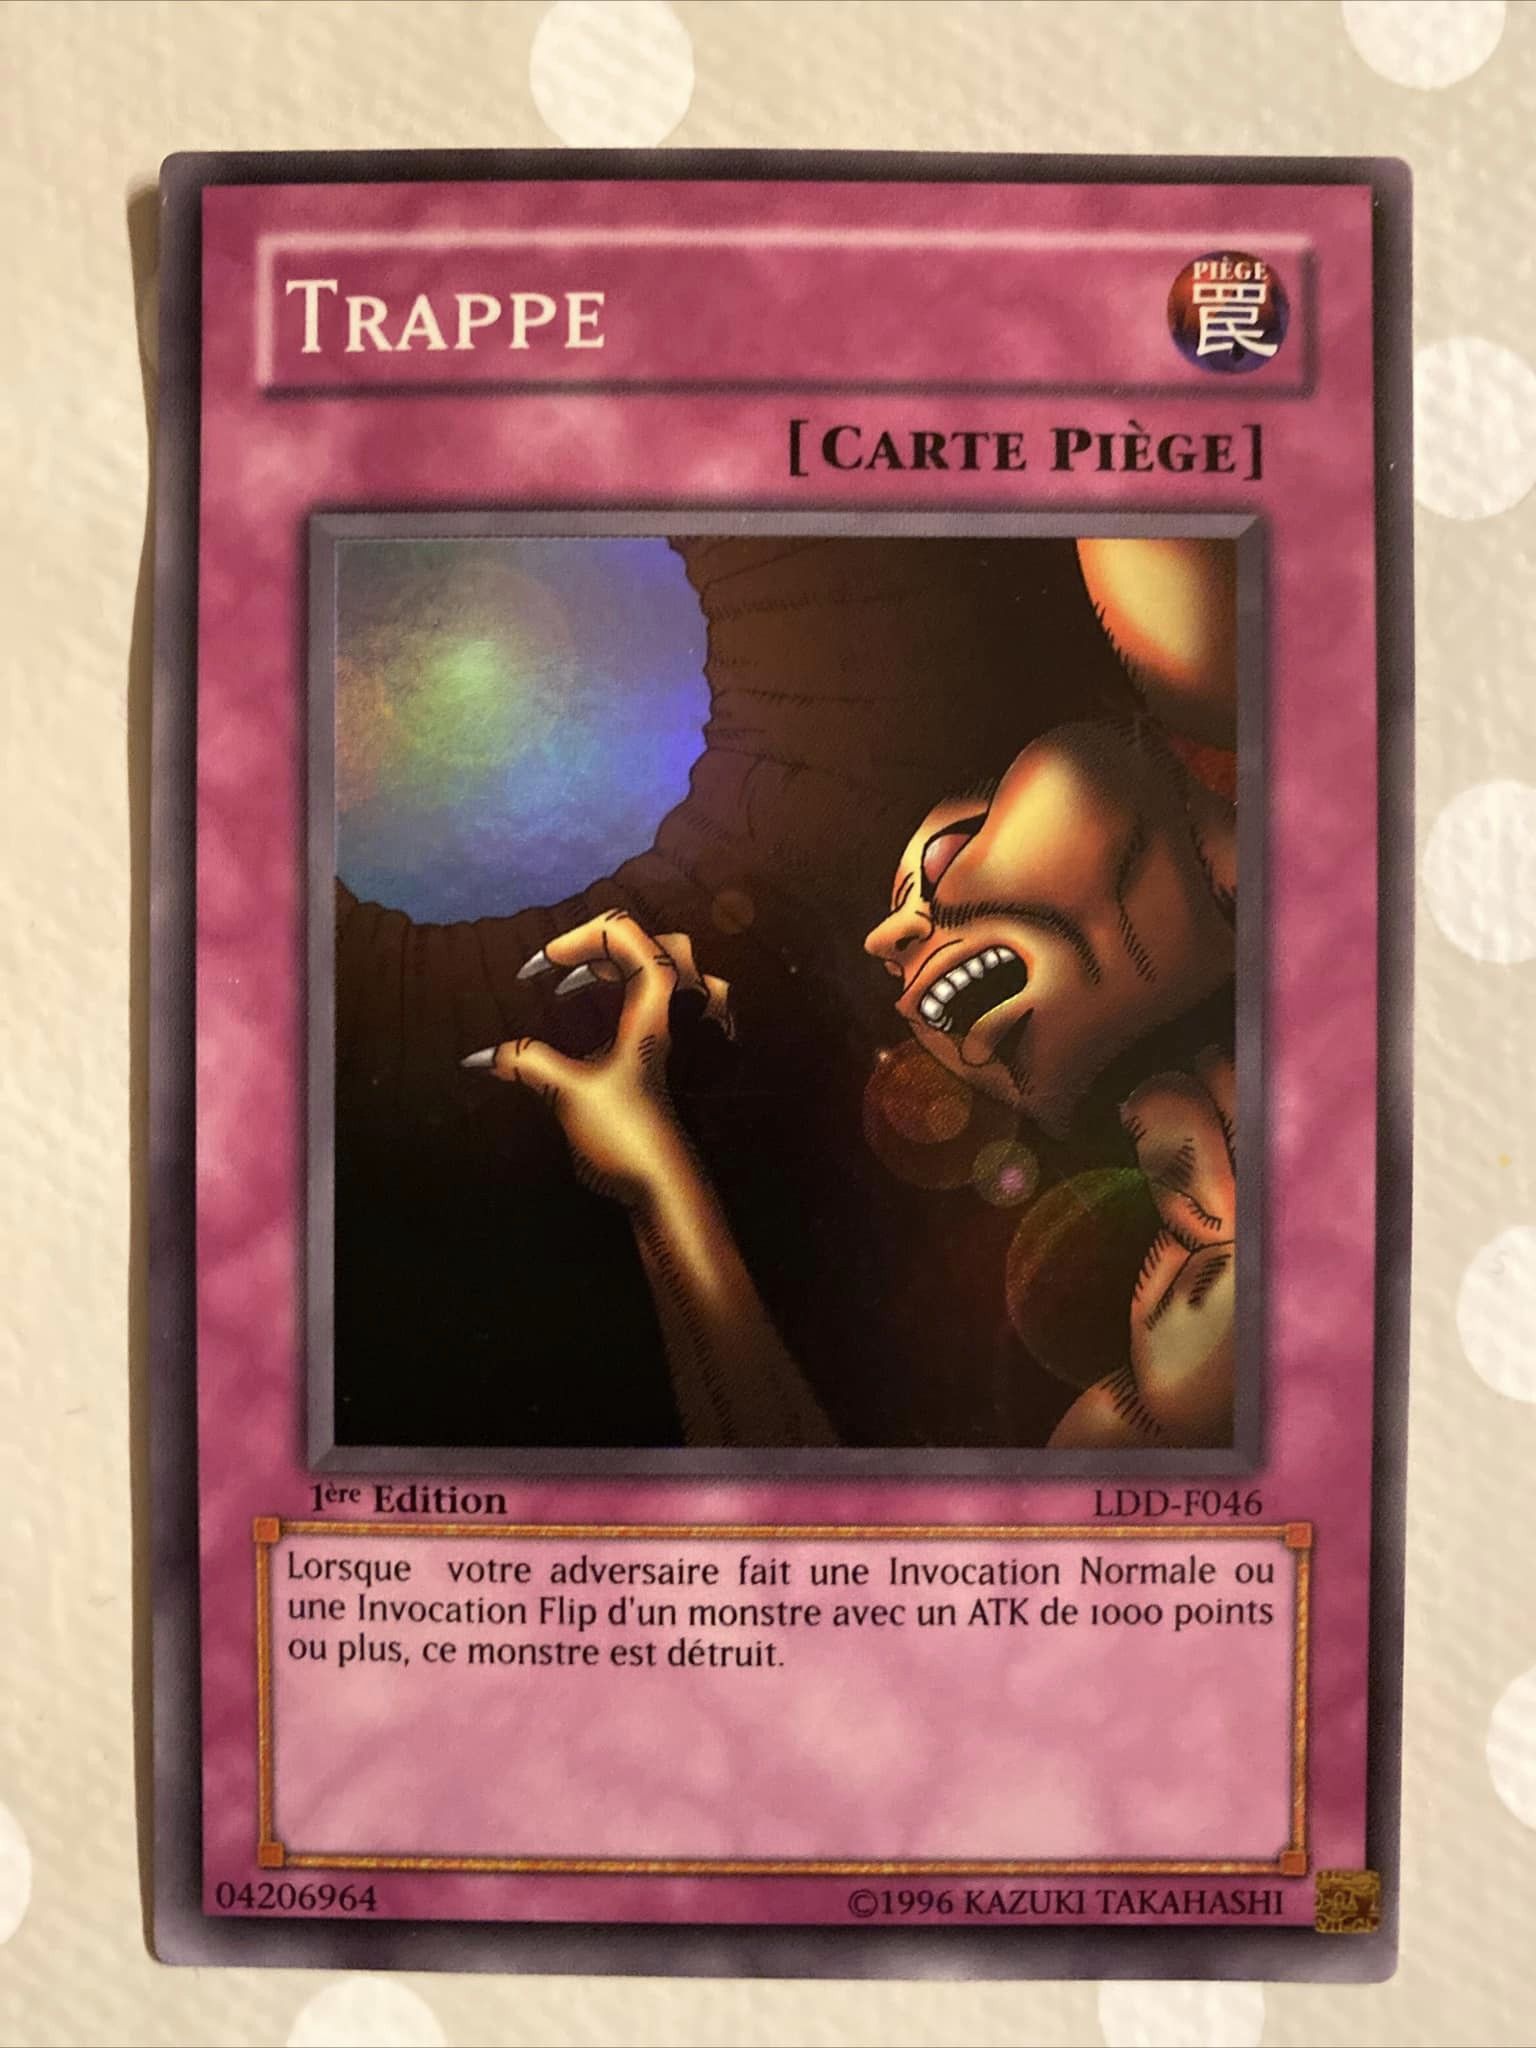 TRAPPE
PIÈGE
罠
[CARTE PIÈGE]
1ère Edition
LDD-F046
Lorsque votre adversaire fait une Invocation Normale ou
une Invocation Flip d'un monstre avec un ATK de 1000 points
ou plus, ce monstre est détruit.
04206964
©1996 KAZUKI TAKAHASHI